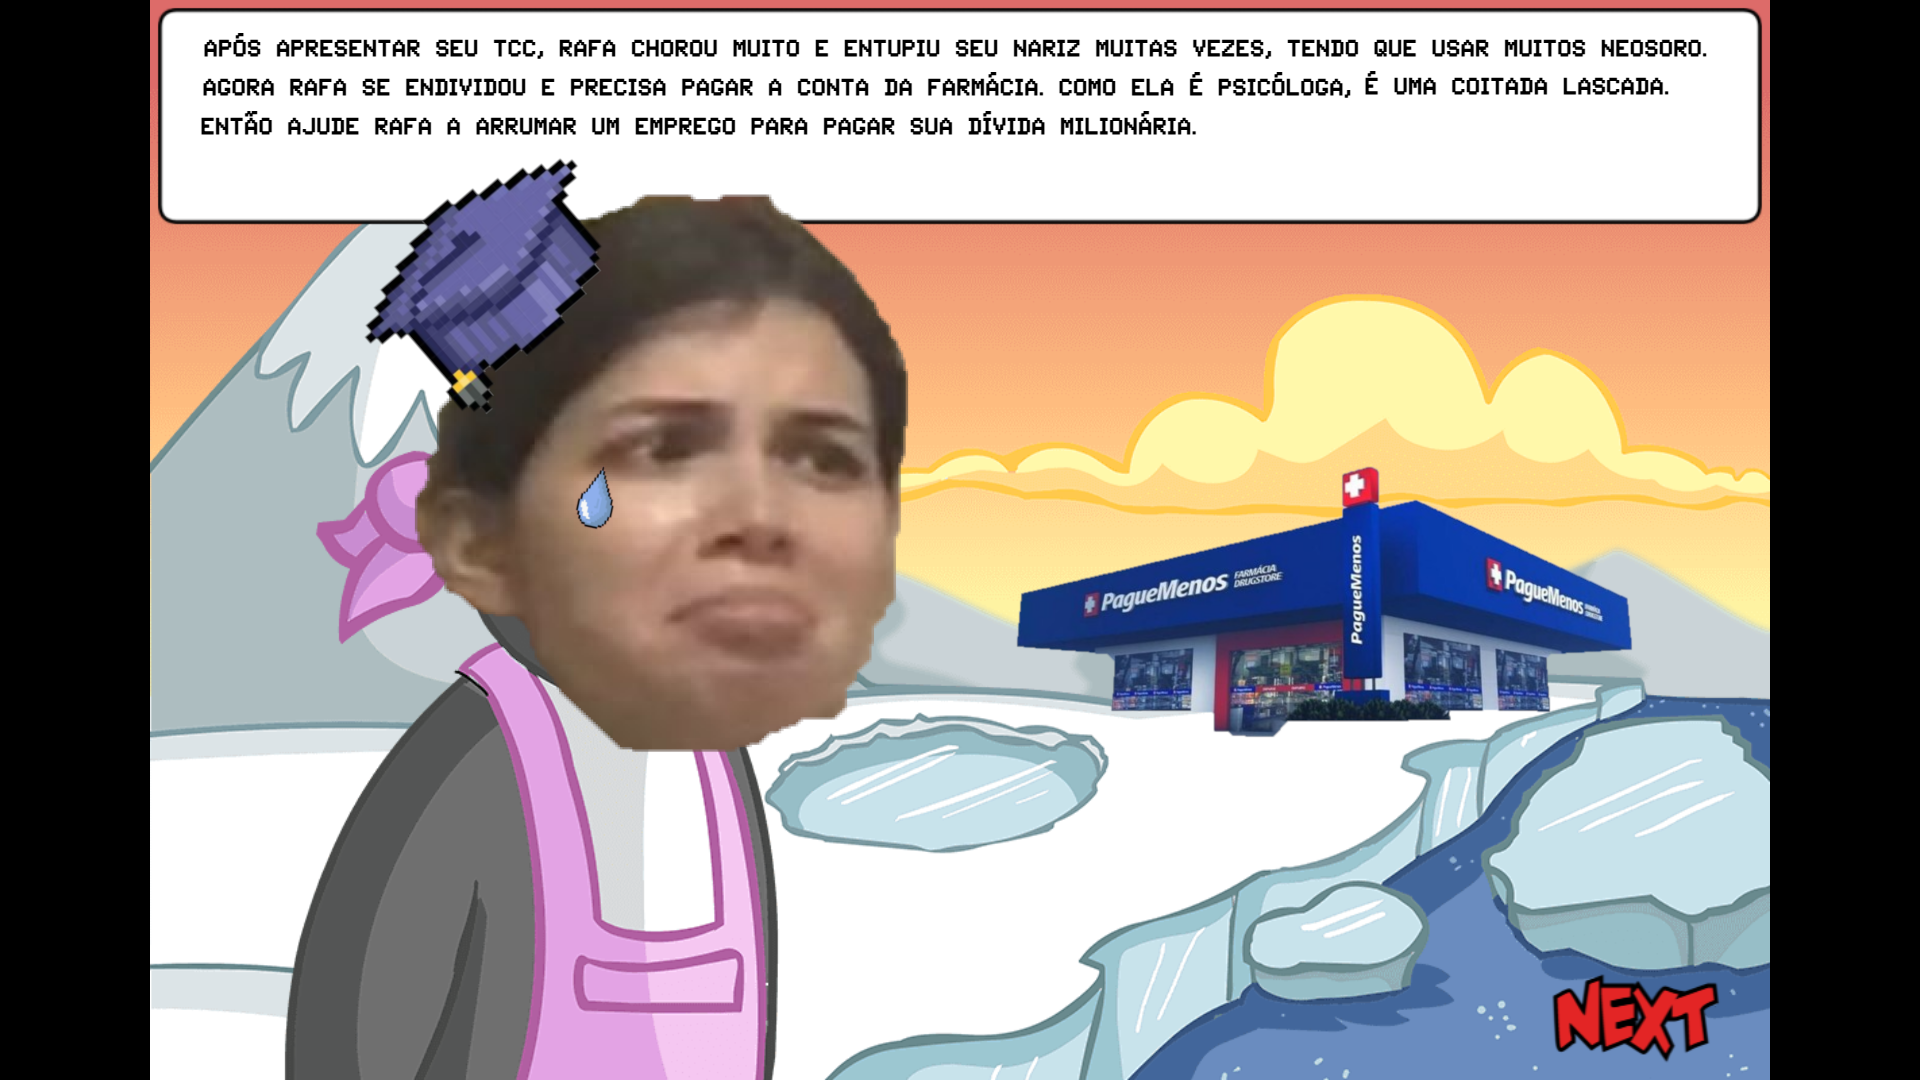 APÓS APRESENTAR SEU TCC, RAFA CHOROU MUITO E ENTUPIU SEU NARIZ MUITAS VEZES, TENDO QUE USAR MUITOS NEOSORO.
AGORA RAFA SE ENDIVIDOU E PRECISA PAGAR A CONTA DA FARMÁCIA. COMO ELA É PSICÓLOGA, É UMA COITADA LASCADA.
ENTÃO AJUDE RAFA A ARRUMAR UM EMPREGO PARA PAGAR SUA DÍVIDA MILIONÁRIA.
PagueMenos FARMÁCIA DRUGSTORE
PagueMenos
PagueMenos
NEXT